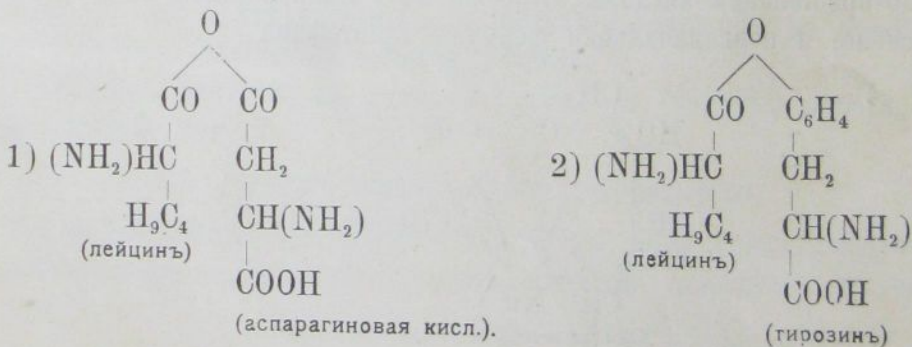 O
CO CO
1) (NH₂)HC CH₂
H₉C₄ CH(NH₂)
(лейцинъ)
COOH
(аспарагиновая кисл.).
O
CO C₆H₄
2) (NH₂)HC CH₂
H₉C₄ CH(NH₂)
(лейцинъ)
COOH
(тирозинъ)